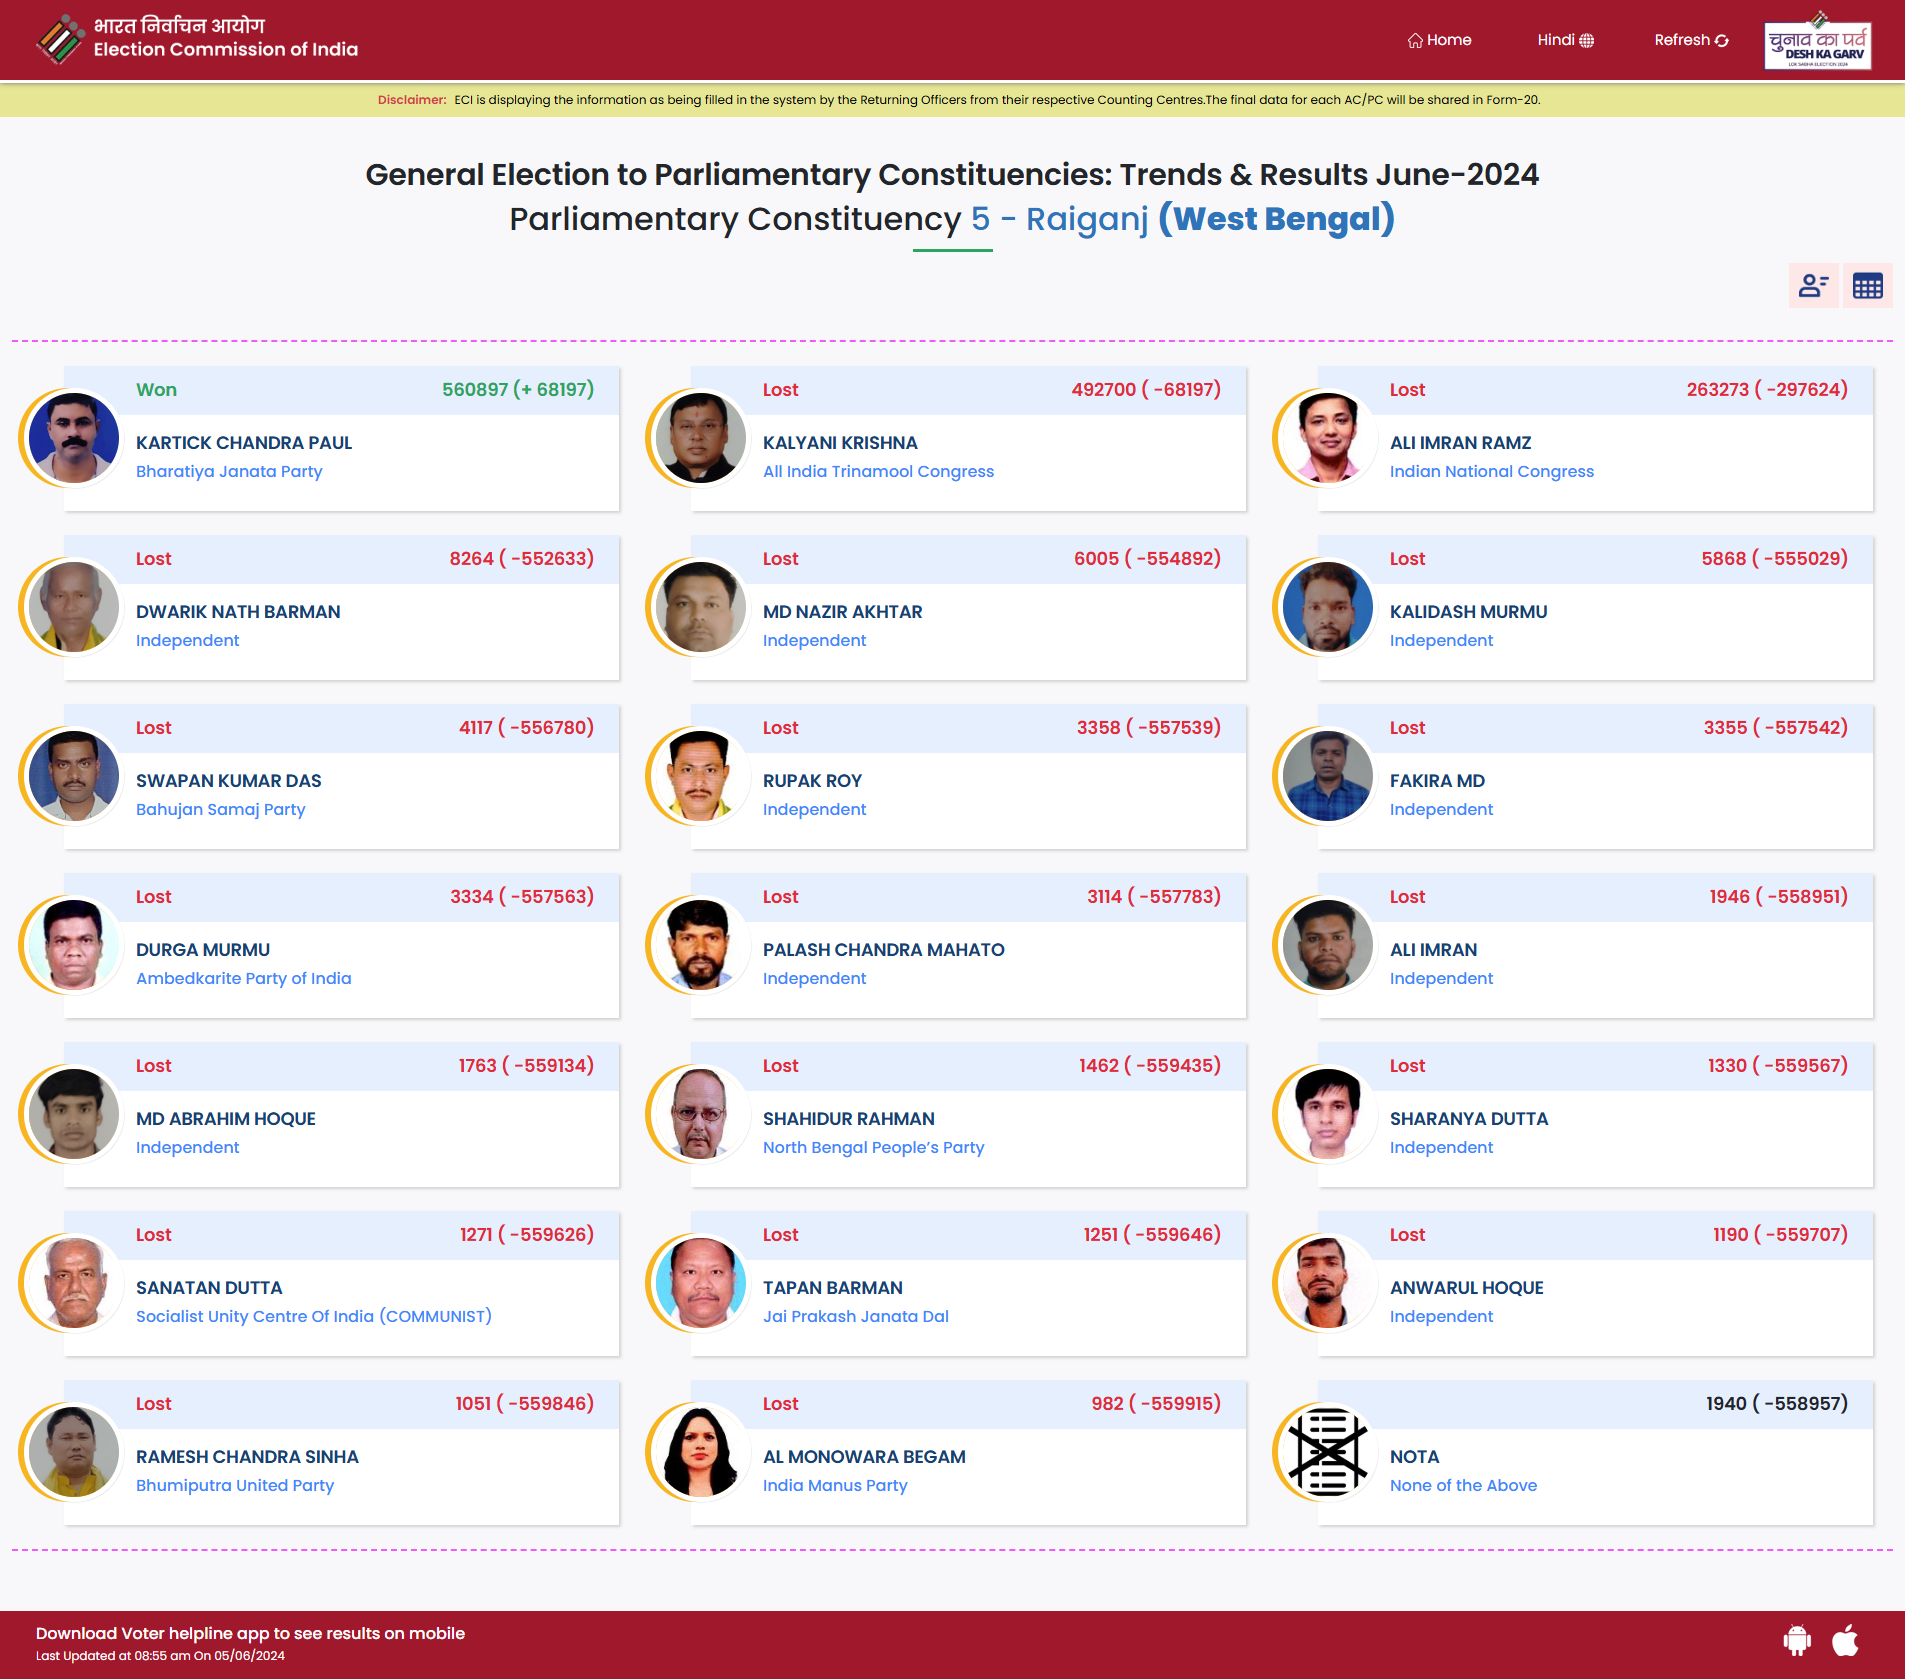 भारत निर्वाचन आयोग
Election Commission of India
Home
Hindi
Refresh
चुनाव का पर्व
DESH KA GARV
LOK SABHA ELECTION 2024
Disclaimer: ECI is displaying the information as being filled in the system by the Returning Officers from their respective Counting Centres.The final data for each AC/PC will be shared in Form-20.
General Election to Parliamentary Constituencies: Trends & Results June-2024
Parliamentary Constituency 5 - Raiganj (West Bengal)
Won 560897 (+ 68197)
KARTICK CHANDRA PAUL
Bharatiya Janata Party
Lost 492700 ( -68197)
KALYANI KRISHNA
All India Trinamool Congress
Lost 263273 ( -297624)
ALI IMRAN RAMZ
Indian National Congress
Lost 8264 ( -552633)
DWARIK NATH BARMAN
Independent
Lost 6005 ( -554892)
MD NAZIR AKHTAR
Independent
Lost 5868 ( -555029)
KALIDASH MURMU
Independent
Lost 4117 ( -556780)
SWAPAN KUMAR DAS
Bahujan Samaj Party
Lost 3358 ( -557539)
RUPAK ROY
Independent
Lost 3355 ( -557542)
FAKIRA MD
Independent
Lost 3334 ( -557563)
DURGA MURMU
Ambedkarite Party of India
Lost 3114 ( -557783)
PALASH CHANDRA MAHATO
Independent
Lost 1946 ( -558951)
ALI IMRAN
Independent
Lost 1763 ( -559134)
MD ABRAHIM HOQUE
Independent
Lost 1462 ( -559435)
SHAHIDUR RAHMAN
North Bengal People's Party
Lost 1330 ( -559567)
SHARANYA DUTTA
Independent
Lost 1271 ( -559626)
SANATAN DUTTA
Socialist Unity Centre Of India (COMMUNIST)
Lost 1251 ( -559646)
TAPAN BARMAN
Jai Prakash Janata Dal
Lost 1190 ( -559707)
ANWARUL HOQUE
Independent
Lost 1051 ( -559846)
RAMESH CHANDRA SINHA
Bhumiputra United Party
Lost 982 ( -559915)
AL MONOWARA BEGAM
India Manus Party
1940 ( -558957)
NOTA
None of the Above
Download Voter helpline app to see results on mobile
Last Updated at 08:55 am On 05/06/2024